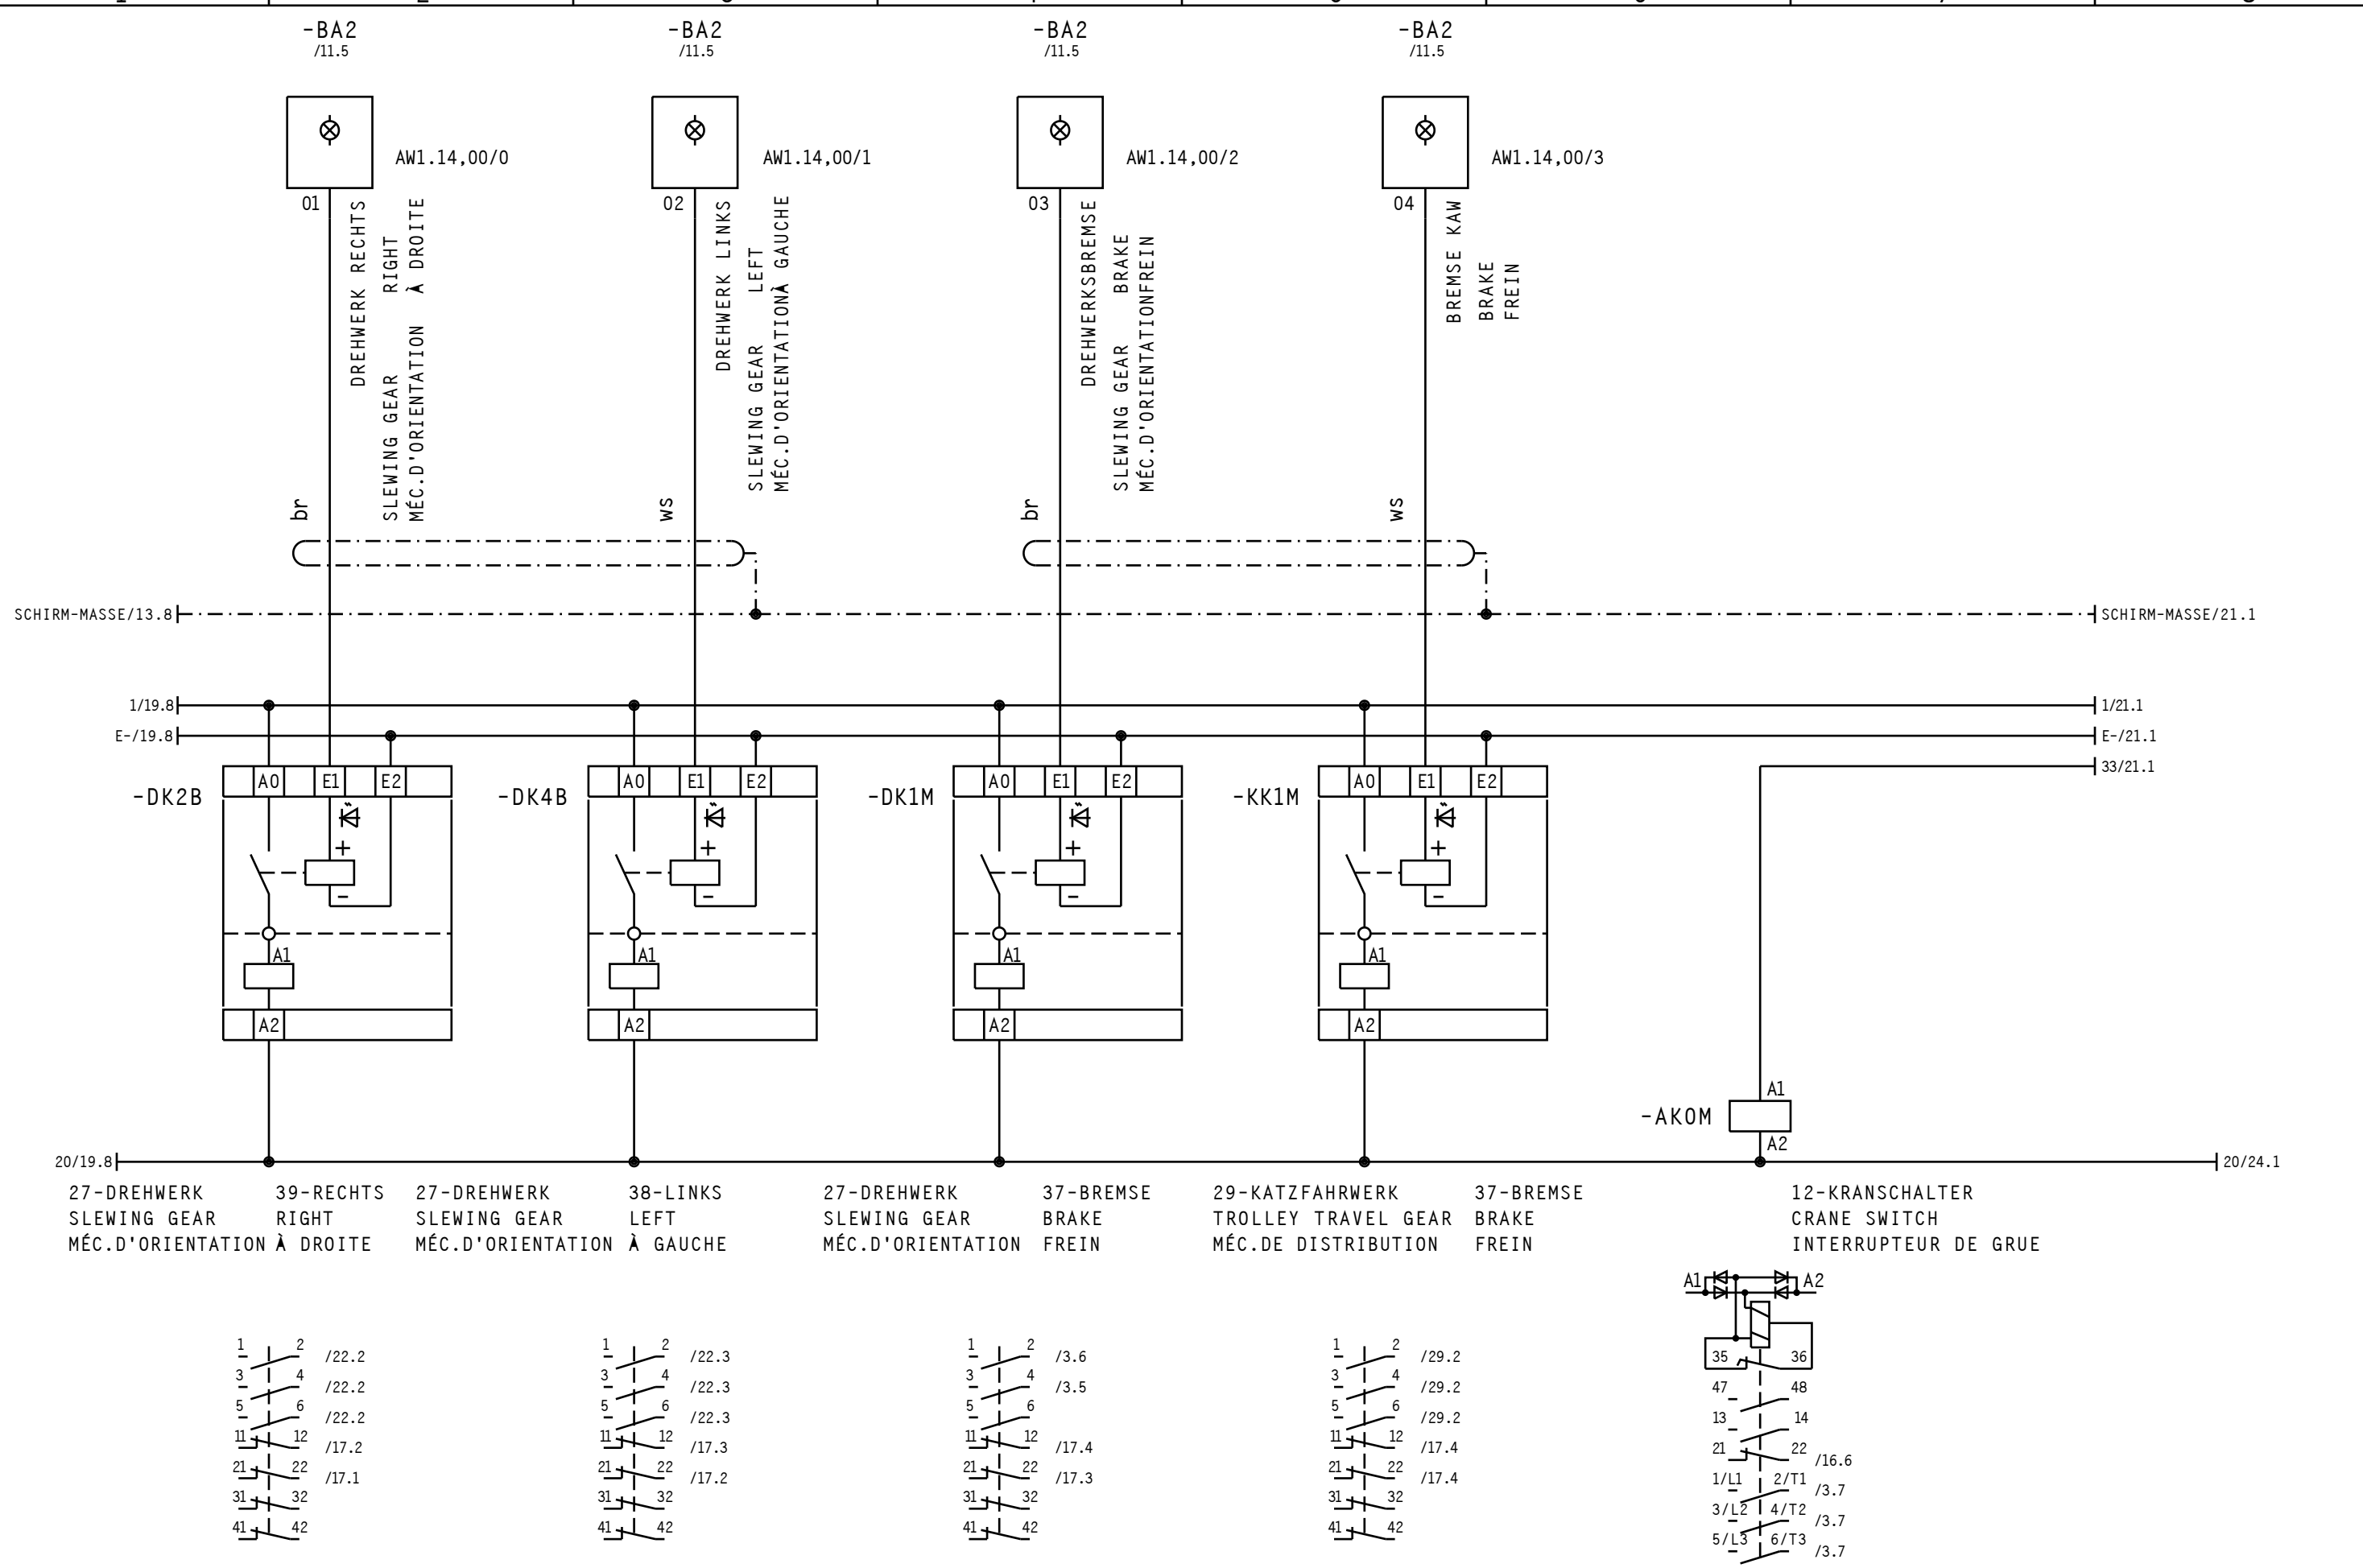 -BA2 -BA2 -BA2 -BA2
/11.5 /11.5 /11.5 /11.5
AW1.14,00/0 AW1.14,00/1 AW1.14,00/2 AW1.14,00/3
01 02 03 04
DREHWERK RECHTS
SLEWING GEAR RIGHT
MÉC.D'ORIENTATION À DROITE
DREHWERK LINKS
SLEWING GEAR LEFT
MÉC.D'ORIENTATIONÀ GAUCHE
DREHWERKSBREMSE
SLEWING GEAR BRAKE
MÉC.D'ORIENTATIONFREIN
BREMSE KAW
BRAKE
FREIN
br ws br ws
SCHIRM-MASSE/13.8 SCHIRM-MASSE/21.1
1/19.8 1/21.1
E-/19.8 E-/21.1
33/21.1
A0 E1 E2 A0 E1 E2 A0 E1 E2 A0 E1 E2
-DK2B -DK4B -DK1M -KK1M
+ + + +
- - - -
A1 A1 A1 A1
A2 A2 A2 A2
A1
-AK0M
A2
20/19.8 20/24.1
27-DREHWERK 39-RECHTS 27-DREHWERK 38-LINKS 27-DREHWERK 37-BREMSE 29-KATZFAHRWERK 37-BREMSE 12-KRANSCHALTER
SLEWING GEAR RIGHT SLEWING GEAR LEFT SLEWING GEAR BRAKE TROLLEY TRAVEL GEAR BRAKE CRANE SWITCH
MÉC.D'ORIENTATION À DROITE MÉC.D'ORIENTATION À GAUCHE MÉC.D'ORIENTATION FREIN MÉC.DE DISTRIBUTION FREIN INTERRUPTEUR DE GRUE
1 2 /22.2
3 4 /22.2
5 6 /22.2
11 12 /17.2
21 22 /17.1
31 32
41 42
1 2 /22.3
3 4 /22.3
5 6 /22.3
11 12 /17.3
21 22 /17.2
31 32
41 42
1 2 /3.6
3 4 /3.5
5 6
11 12 /17.4
21 22 /17.3
31 32
41 42
1 2 /29.2
3 4 /29.2
5 6 /29.2
11 12 /17.4
21 22 /17.4
31 32
41 42
A1 A2
35 36
47 48
13 14
21 22 /16.6
1/L1 2/T1 /3.7
3/L2 4/T2 /3.7
5/L3 6/T3 /3.7